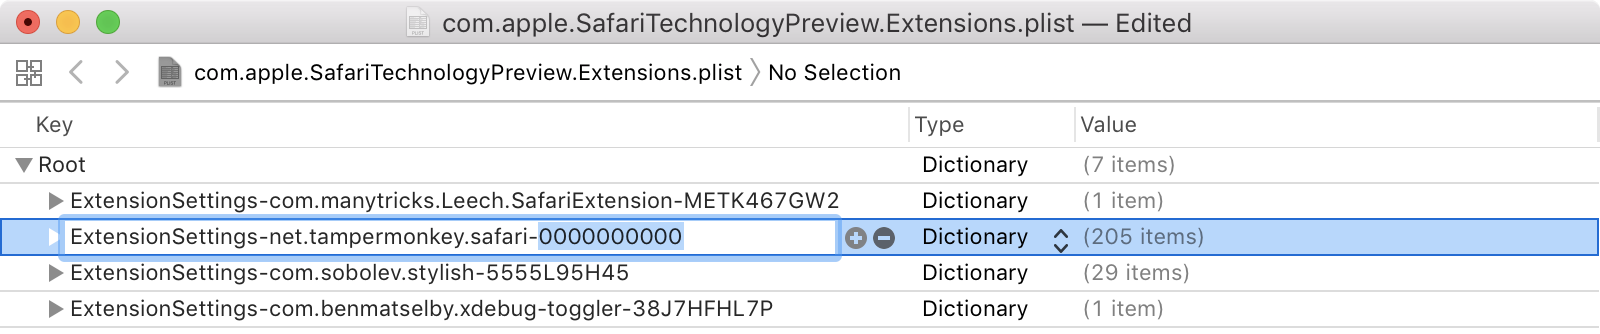 com.apple.SafariTechnologyPreview.Extensions.plist — Edited
com.apple.SafariTechnologyPreview.Extensions.plist No Selection
Key Type Value
Root Dictionary (7 items)
ExtensionSettings-com.manytricks.Leech.SafariExtension-METK467GW2 Dictionary (1 item)
ExtensionSettings-net.tampermonkey.safari-0000000000 Dictionary (205 items)
ExtensionSettings-com.sobolev.stylish-5555L95H45 Dictionary (29 items)
ExtensionSettings-com.benmatselby.xdebug-toggler-38J7HFHL7P Dictionary (1 item)